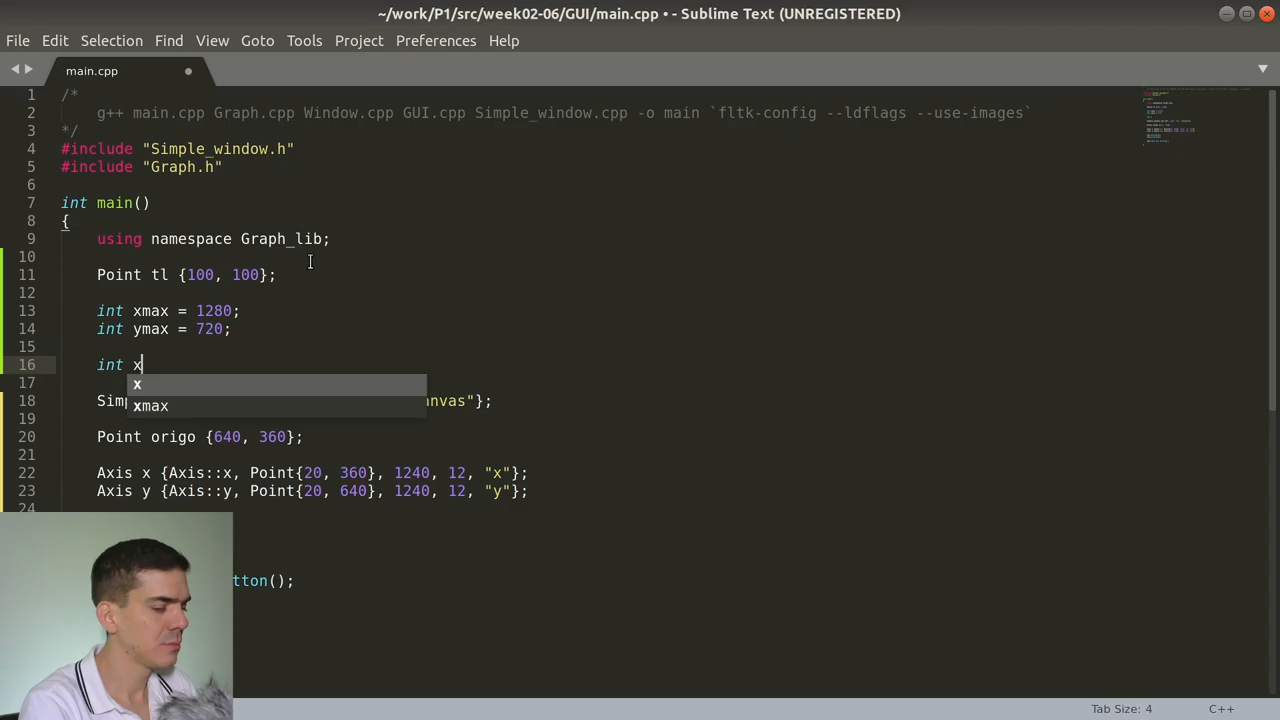 ~/work/P1/src/week02-06/GUI/main.cpp • - Sublime Text (UNREGISTERED)
File Edit Selection Find View Goto Tools Project Preferences Help
main.cpp
1 /*
2 g++ main.cpp Graph.cpp Window.cpp GUI.cpp Simple_window.cpp -o main `fltk-config --ldflags --use-images`
3 */
4 #include "Simple_window.h"
5 #include "Graph.h"
6
7 int main()
8 {
9 using namespace Graph_lib;
10
11 Point tl {100, 100};
12
13 int xmax = 1280;
14 int ymax = 720;
15
16 int x
17
x
xmax
18 Sim anvas"};
19
20 Point origo {640, 360};
21
22 Axis x {Axis::x, Point{20, 360}, 1240, 12, "x"};
23 Axis y {Axis::y, Point{20, 640}, 1240, 12, "y"};
24
tton();
Tab Size: 4 C++